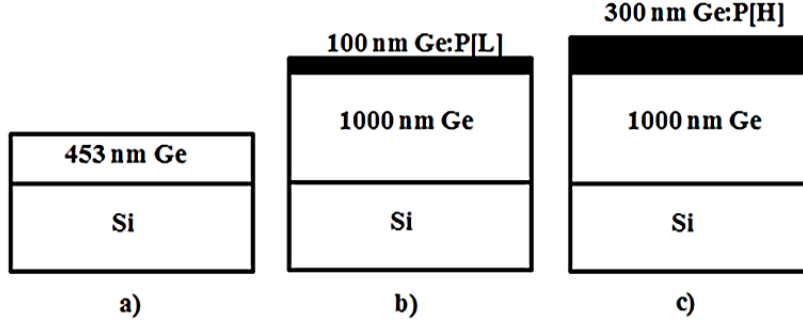 300 nm Ge:P[H]
100 nm Ge:P[L]
1000 nm Ge
1000 nm Ge
453 nm Ge
Si
Si
Si
a)
b)
c)